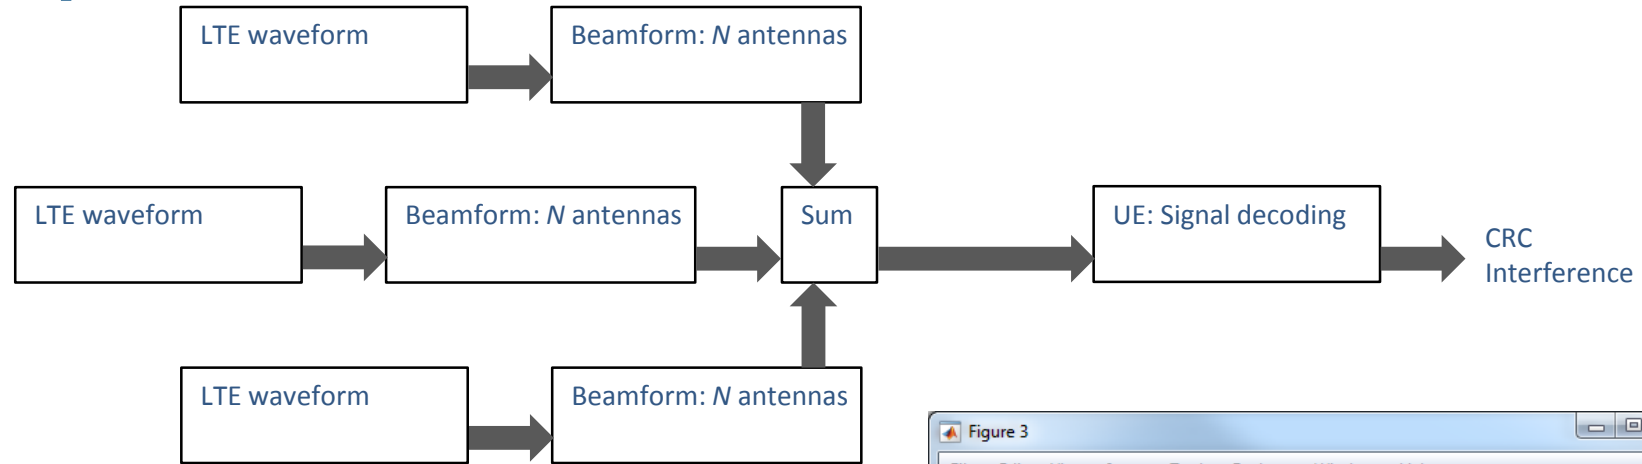 LTE waveform
Beamform: N antennas
LTE waveform
Beamform: N antennas
Sum
UE: Signal decoding
CRC
Interference
LTE waveform
Beamform: N antennas
Figure 3